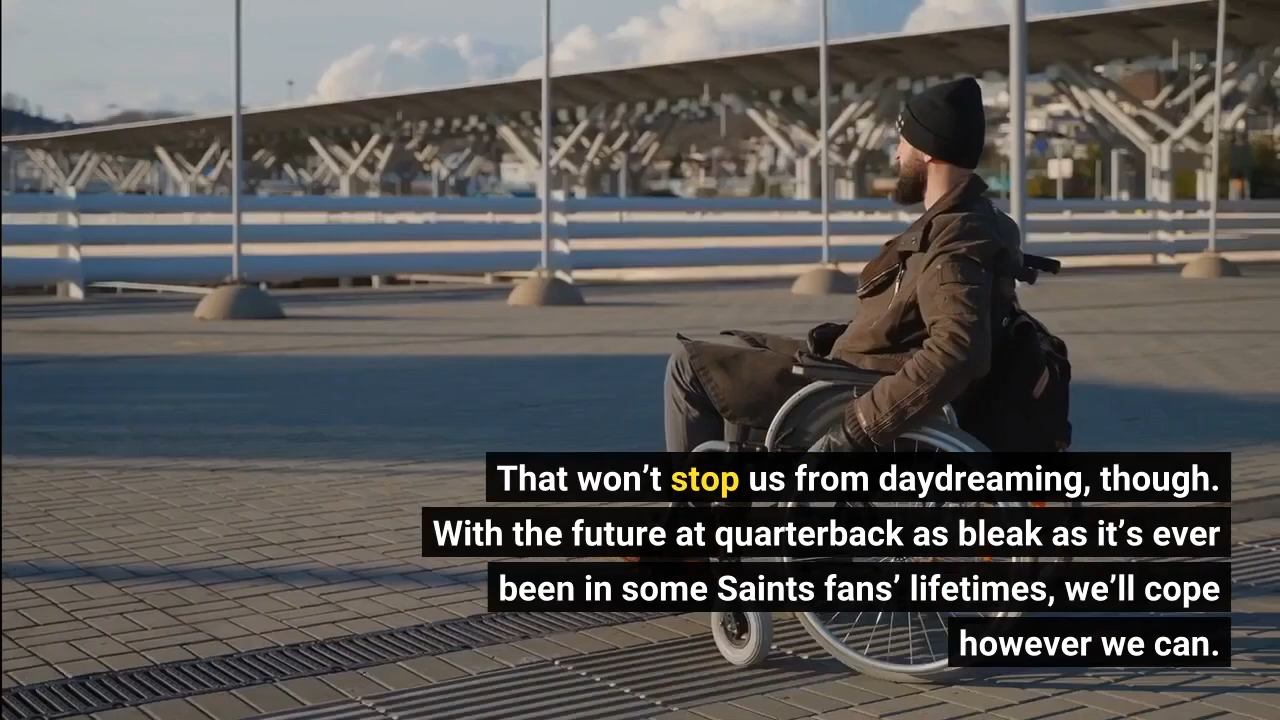 That won’t stop us from daydreaming, though.
With the future at quarterback as bleak as it’s ever
been in some Saints fans’ lifetimes, we’ll cope
however we can.